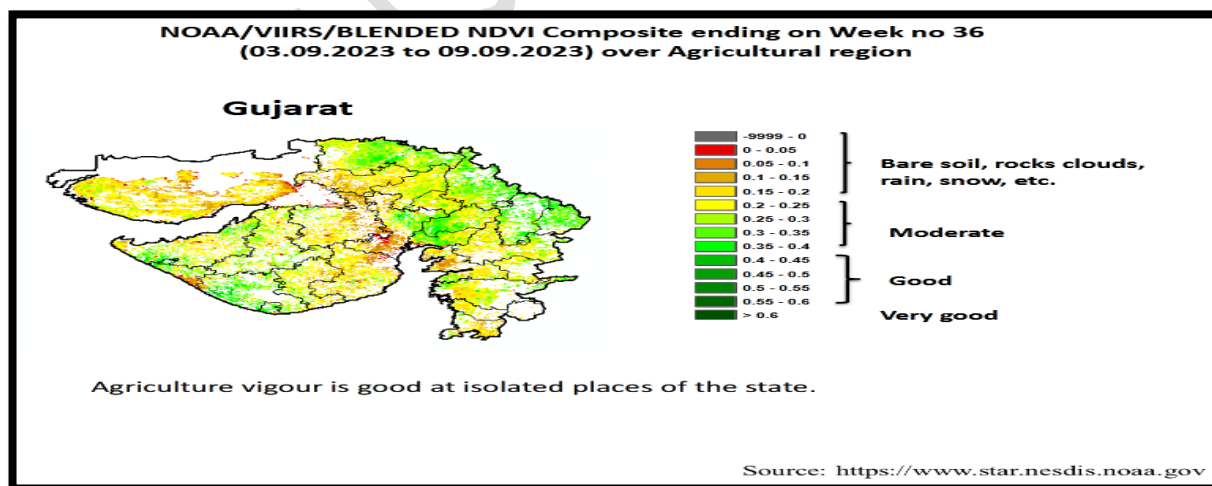 NOAA/VIIRS/BLENDED NDVI Composite ending on Week no 36
(03.09.2023 to 09.09.2023) over Agricultural region
Gujarat
-9999 - 0
0 - 0.05
0.05 - 0.1
0.1 - 0.15
0.15 - 0.2
0.2 - 0.25
0.25 - 0.3
0.3 - 0.35
0.35 - 0.4
0.4 - 0.45
0.45 - 0.5
0.5 - 0.55
0.55 - 0.6
> 0.6
Bare soil, rocks clouds,
rain, snow, etc.
Moderate
Good
Very good
Agriculture vigour is good at isolated places of the state.
Source: https://www.star.nesdis.noaa.gov